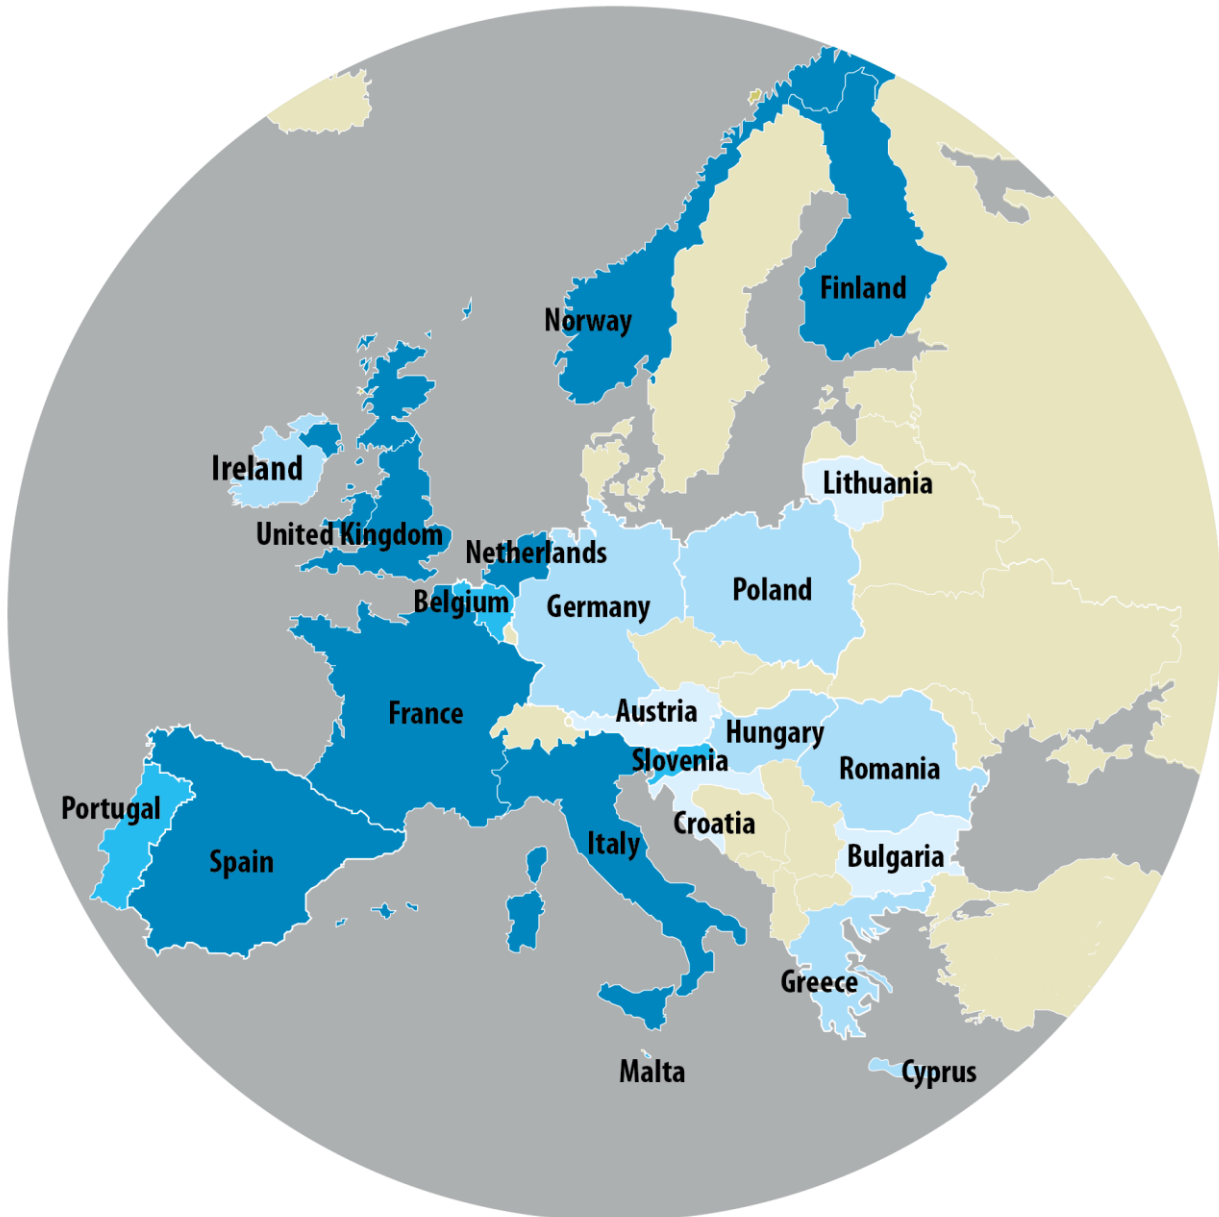 Finland
Norway
Ireland
Lithuania
United Kingdom
Netherlands
Poland
Belgium
Germany
France
Austria
Hungary
Slovenia
Romania
Portugal
Croatia
Italy
Bulgaria
Spain
Greece
Malta
Cyprus